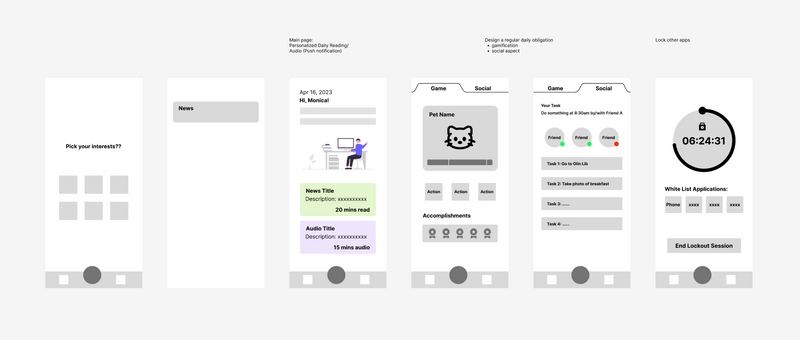 Main page:
Personalized Daily Reading/
Audio (Push notification)
Design a regular daily obligation
• gamification
• social aspect
Lock other apps
Pick your interests??
News
Apr 16, 2023
Hi, Monica!
News Title
Description: xxxxxxxxxx
20 mins read
Audio Title
Description: xxxxxxxxxx
15 mins audio
Game
Social
Pet Name
Action
Action
Action
Accomplishments
Game
Social
Your Task
Do something at 8:30am by/with Friend A
Friend
Friend
Friend
Task 1: Go to Olin Lib
Task 2: Take photo of breakfast
Task 3: ......
Task 4: ......
06:24:31
White List Applications:
Phone
xxxx
xxxx
xxxx
End Lockout Session